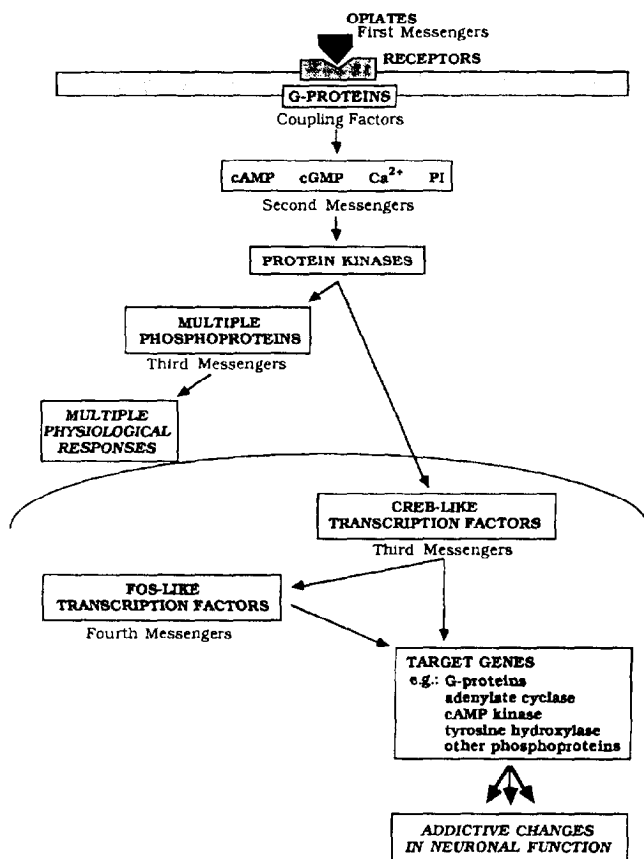 OPIATES
First Messengers
RECEPTORS
G-PROTEINS
Coupling Factors
cAMP cGMP Ca²⁺ PI
Second Messengers
PROTEIN KINASES
MULTIPLE
PHOSPHOPROTEINS
Third Messengers
MULTIPLE
PHYSIOLOGICAL
RESPONSES
CREB-LIKE
TRANSCRIPTION FACTORS
Third Messengers
FOS-LIKE
TRANSCRIPTION FACTORS
Fourth Messengers
TARGET GENES
e.g.: G-proteins
adenylate cyclase
cAMP kinase
tyrosine hydroxylase
other phosphoproteins
ADDICTIVE CHANGES
IN NEURONAL FUNCTION